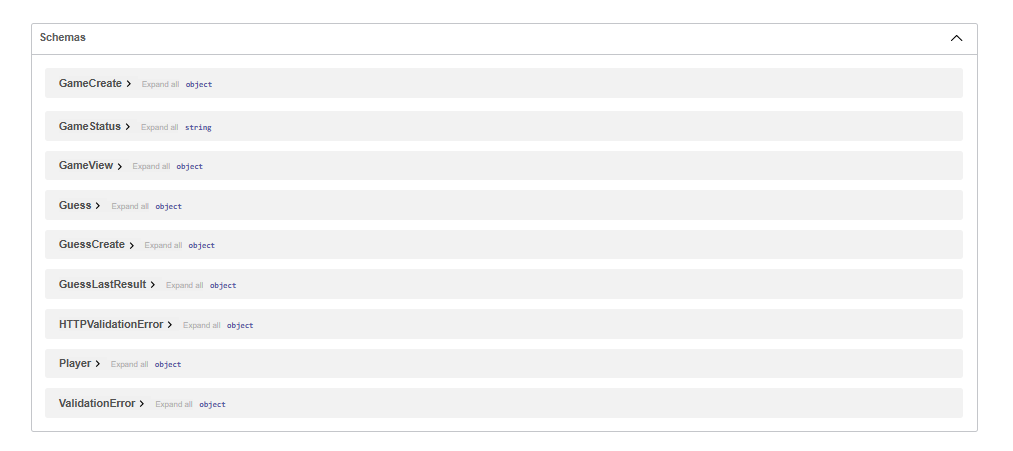 Schemas
GameCreate Expand all object
GameStatus Expand all string
GameView Expand all object
Guess Expand all object
GuessCreate Expand all object
GuessLastResult Expand all object
HTTPValidationError Expand all object
Player Expand all object
ValidationError Expand all object